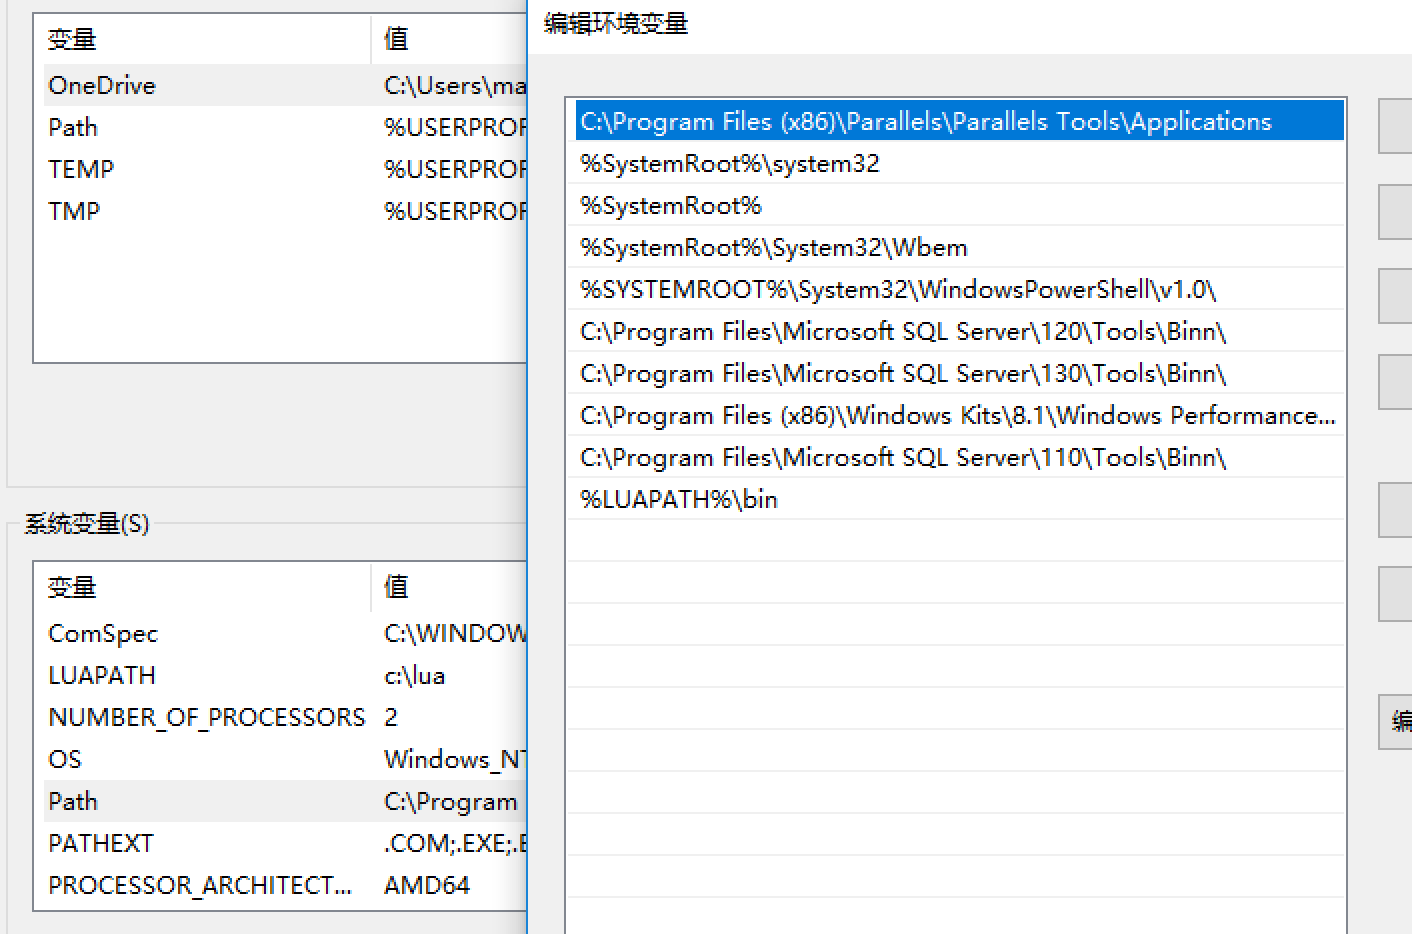 变量 值
OneDrive C:\Users\ma
Path %USERPROF
TEMP %USERPROF
TMP %USERPROF
系统变量(S)
变量 值
ComSpec C:\WINDOW
LUAPATH c:\lua
NUMBER_OF_PROCESSORS 2
OS Windows_NT
Path C:\Program
PATHEXT .COM;.EXE;.E
PROCESSOR_ARCHITECT... AMD64
编辑环境变量
C:\Program Files (x86)\Parallels\Parallels Tools\Applications
%SystemRoot%\system32
%SystemRoot%
%SystemRoot%\System32\Wbem
%SYSTEMROOT%\System32\WindowsPowerShell\v1.0\
C:\Program Files\Microsoft SQL Server\120\Tools\Binn\
C:\Program Files\Microsoft SQL Server\130\Tools\Binn\
C:\Program Files (x86)\Windows Kits\8.1\Windows Performance...
C:\Program Files\Microsoft SQL Server\110\Tools\Binn\
%LUAPATH%\bin
编